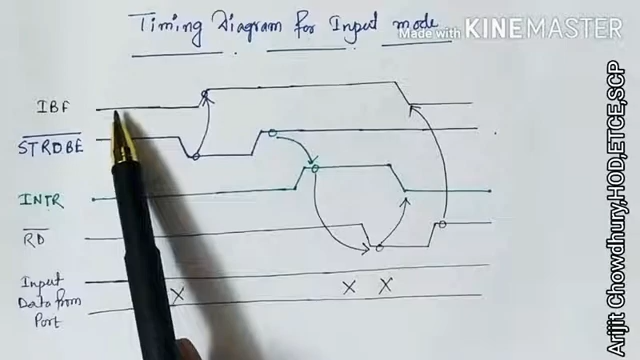 Timing Diagram for Input mode
Made with KINEMASTER
IBF
STROBE
INTR
RD
Input
Data from
Port
X X X
Arijit Chowdhury,HOD,ETCE,SCP